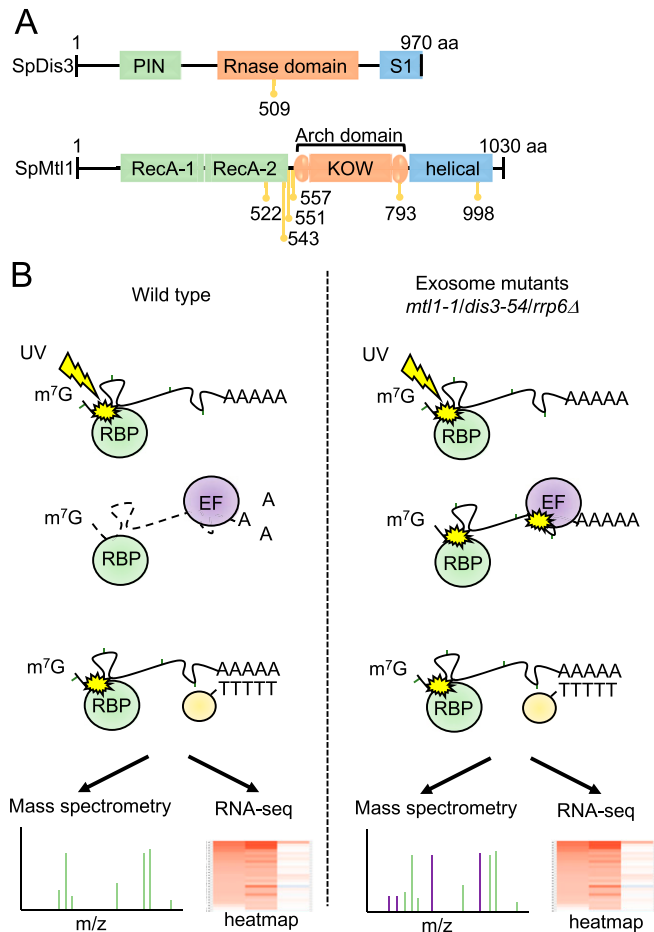 A
1
970 aa
SpDis3
PIN
Rnase domain
S1
509
Arch domain
1
1030 aa
SpMtl1
RecA-1
RecA-2
KOW
helical
522
557
793
998
551
543
B
Wild type
Exosome mutants
mtl1-1/dis3-54/rrp6Δ
UV
m⁷G
AAAAA
RBP
UV
m⁷G
AAAAA
RBP
m⁷G
EF
A
A
A
RBP
m⁷G
EF
AAAAA
RBP
m⁷G
AAAAA
TTTTT
RBP
m⁷G
AAAAA
TTTTT
RBP
Mass spectrometry
RNA-seq
m/z
heatmap
Mass spectrometry
RNA-seq
m/z
heatmap